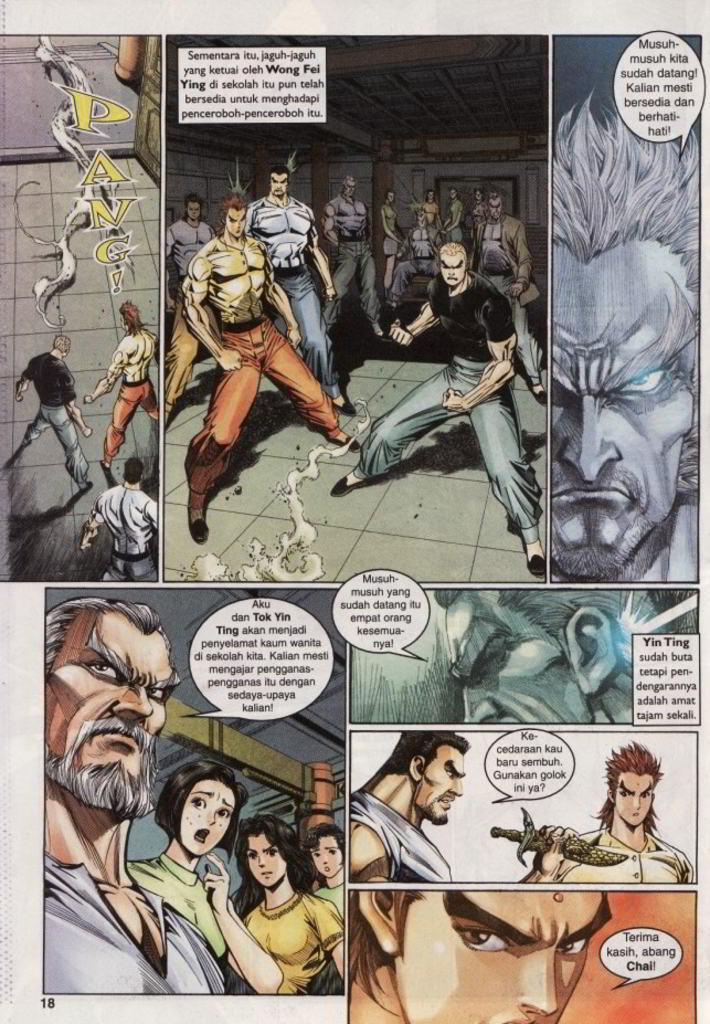 PANG!
Sementara itu, jaguh-jaguh
yang ketuai oleh Wong Fei
Ying di sekolah itu pun telah
bersedia untuk menghadapi
penceroboh-penceroboh itu.
Musuh-
musuh kita
sudah datang!
Kalian mesti
bersedia dan
berhati-
hati!
Aku
dan Tok Yin
Ting akan menjadi
penyelamat kaum wanita
di sekolah kita. Kalian mesti
mengajar pengganas-
pengganas itu dengan
sedaya-upaya
kalian!
Musuh-
musuh yang
sudah datang itu
empat orang
kesemua-
nya!
Yin Ting
sudah buta
tetapi pen-
dengarannya
adalah amat
tajam sekali.
Ke-
cedaraan kau
baru sembuh.
Gunakan golok
ini ya?
Terima
kasih, abang
Chai!
18